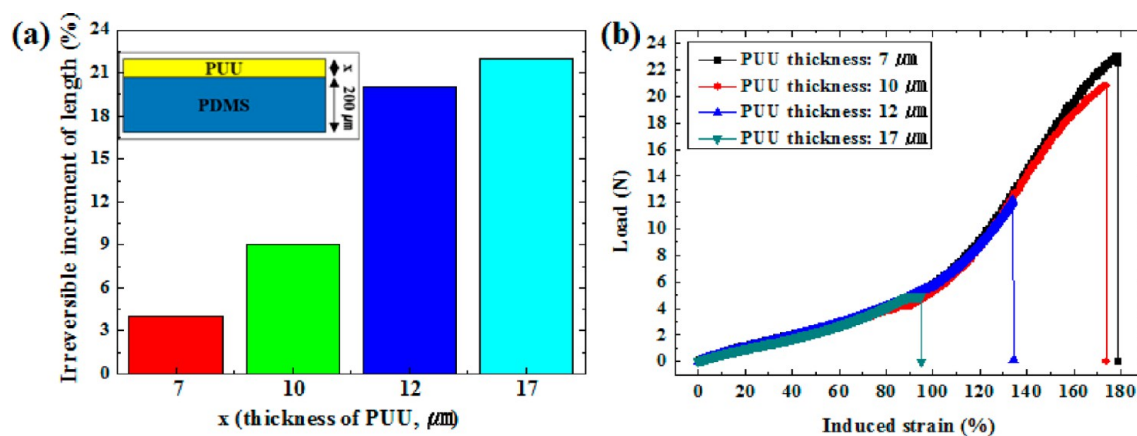 (a)
Irreversible increment of length (%)
24
21
18
15
12
9
6
3
0
PUU
PDMS
x
200 μm
7 10 12 17
x (thickness of PUU, μm)
(b)
Load (N)
24
22
20
18
16
14
12
10
8
6
4
2
0
PUU thickness: 7 μm
PUU thickness: 10 μm
PUU thickness: 12 μm
PUU thickness: 17 μm
0 20 40 60 80 100 120 140 160 180
Induced strain (%)